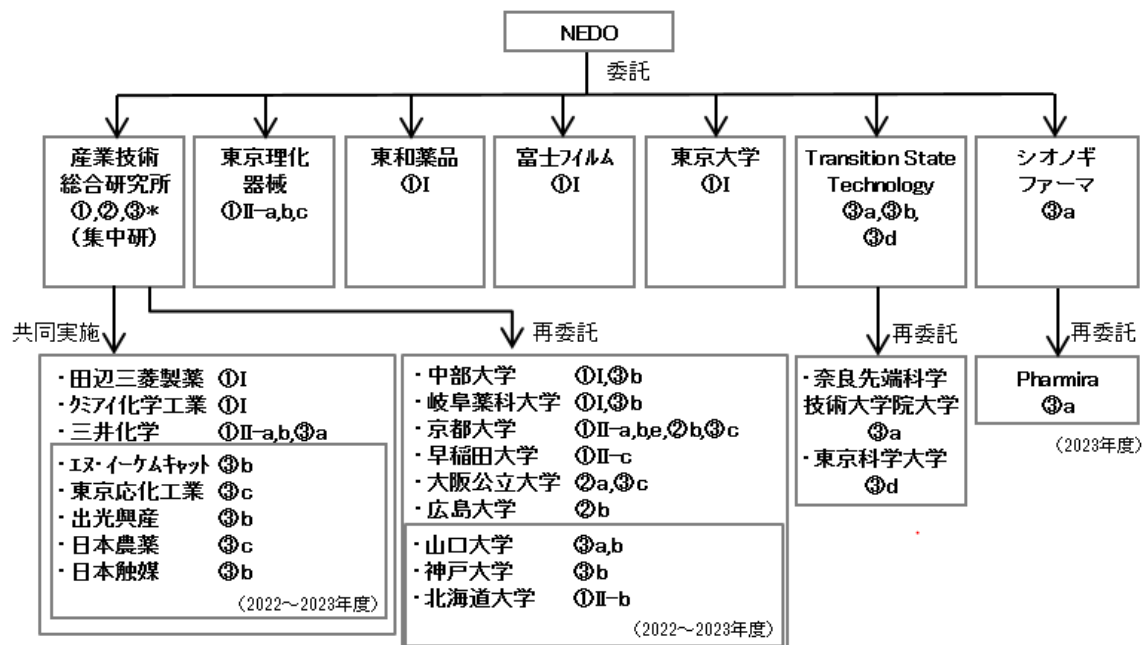 NEDO
委託
産業技術
総合研究所
①,②,③*
(集中研)
東京理化
器械
①Ⅱ-a,b,c
東和薬品
①I
富士フイルム
①I
東京大学
①I
Transition State
Technology
③a,③b,
③d
シオノギ
ファーマ
③a
共同実施
再委託
再委託
再委託
・田辺三菱製薬 ①I
・クミアイ化学工業 ①I
・三井化学 ①Ⅱ-a,b,③a
・エヌ・イーケムキャット ③b
・東京応化工業 ③c
・出光興産 ③b
・日本農薬 ③c
・日本触媒 ③b
(2022~2023年度)
・中部大学 ①I,③b
・岐阜薬科大学 ①I,③b
・京都大学 ①Ⅱ-a,b,e,②b,③c
・早稲田大学 ①Ⅱ-c
・大阪公立大学 ②a,③c
・広島大学 ②b
・山口大学 ③a,b
・神戸大学 ③b
・北海道大学 ①Ⅱ-b
(2022~2023年度)
・奈良先端科学
技術大学院大学
③a
・東京科学大学
③d
Pharmira
③a
(2023年度)